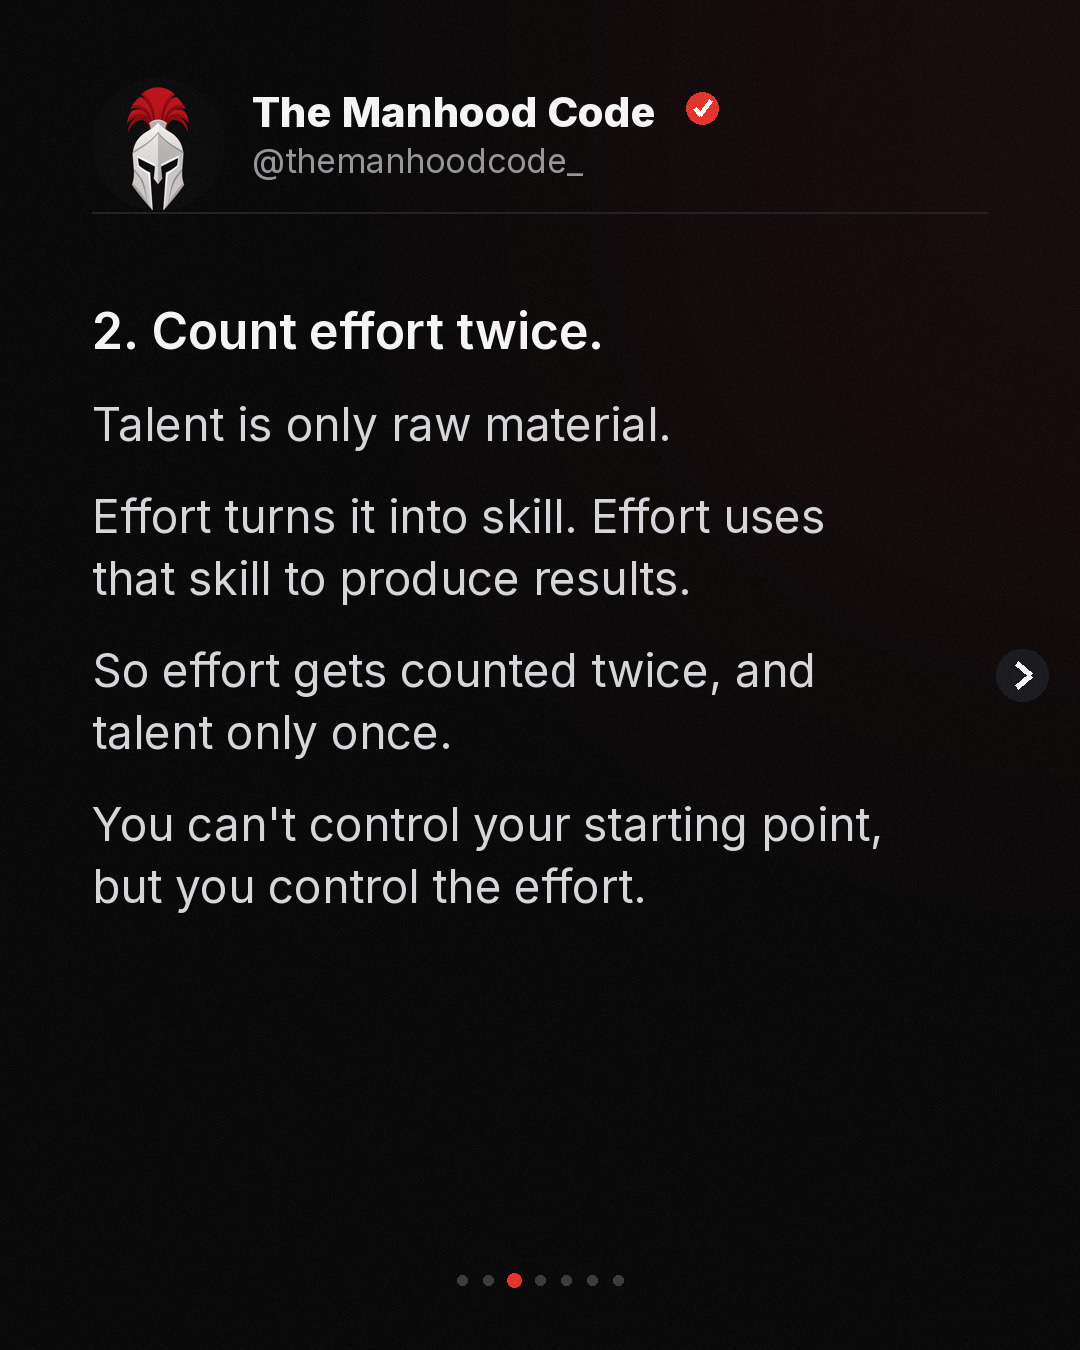 The Manhood Code
@themanhoodcode_
2. Count effort twice.
Talent is only raw material.
Effort turns it into skill. Effort uses
that skill to produce results.
So effort gets counted twice, and
talent only once.
You can't control your starting point,
but you control the effort.